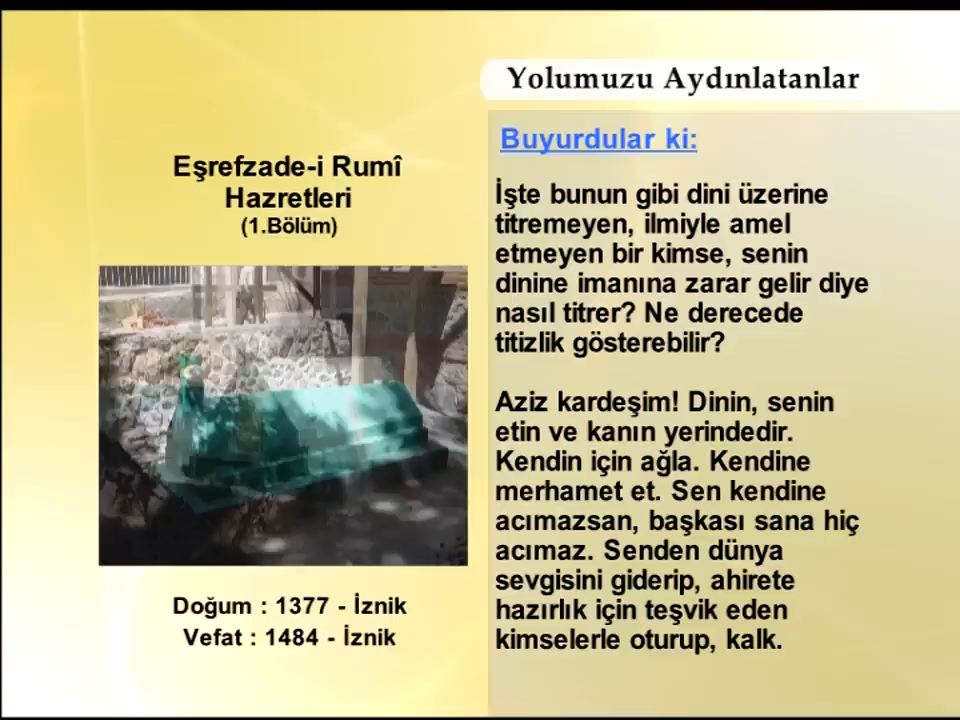 Yolumuzu Aydınlatanlar
Eşrefzade-i Rumî
Hazretleri
(1.Bölüm)
Doğum : 1377 - İznik
Vefat : 1484 - İznik
Buyurdular ki:
İşte bunun gibi dini üzerine
titremeyen, ilmiyle amel
etmeyen bir kimse, senin
dinine imanına zarar gelir diye
nasıl titrer? Ne derecede
titizlik gösterebilir?
Aziz kardeşim! Dinin, senin
etin ve kanın yerindedir.
Kendin için ağla. Kendine
merhamet et. Sen kendine
acımazsan, başkası sana hiç
acımaz. Senden dünya
sevgisini giderip, ahirete
hazırlık için teşvik eden
kimselerle oturup, kalk.